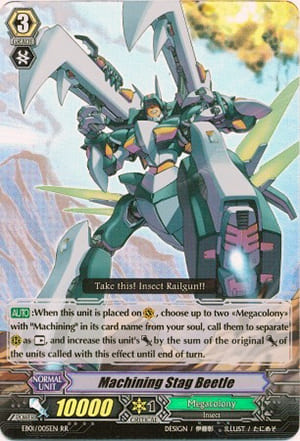 3
GRADE
Take this! Insect Railgun!!
AUTO :When this unit is placed on , choose up to two «Megacolony»
with "Machining" in its card name from your soul, call them to separate
as , and increase this unit's by the sum of the original of
the units called with this effect until end of turn.
NORMAL
UNIT
Machining Stag Beetle
POWER
10000
1
CRITICAL
Megacolony
Insect
EB01/005EN RR
DESIGN / 伊藤彰 ILLUST / たにめそ